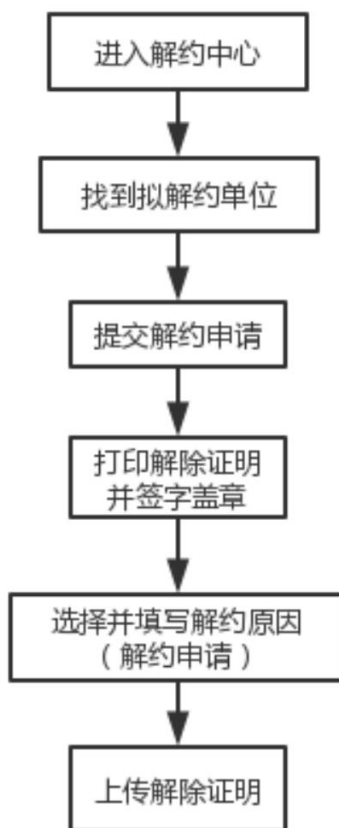 进入解约中心
找到拟解约单位
提交解约申请
打印解除证明
并签字盖章
选择并填写解约原因
（解约申请）
上传解除证明